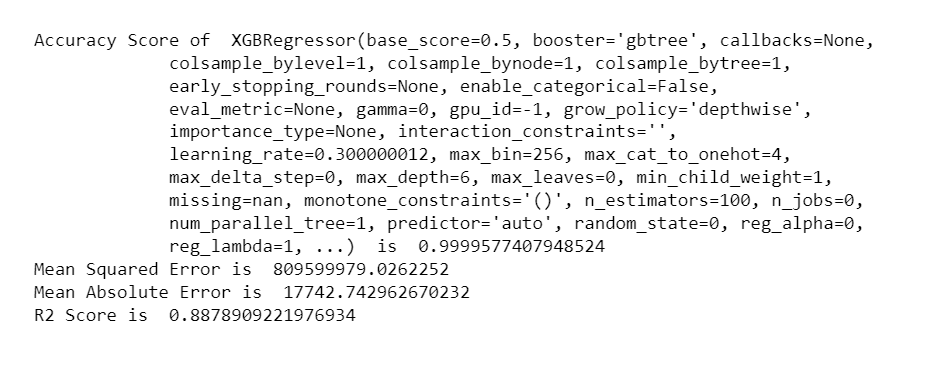 Accuracy Score of  XGBRegressor(base_score=0.5, booster='gbtree', callbacks=None,
             colsample_bylevel=1, colsample_bynode=1, colsample_bytree=1,
             early_stopping_rounds=None, enable_categorical=False,
             eval_metric=None, gamma=0, gpu_id=-1, grow_policy='depthwise',
             importance_type=None, interaction_constraints='',
             learning_rate=0.300000012, max_bin=256, max_cat_to_onehot=4,
             max_delta_step=0, max_depth=6, max_leaves=0, min_child_weight=1,
             missing=nan, monotone_constraints='()', n_estimators=100, n_jobs=0,
             num_parallel_tree=1, predictor='auto', random_state=0, reg_alpha=0,
             reg_lambda=1, ...)  is  0.9999577407948524
Mean Squared Error is  809599979.0262252
Mean Absolute Error is  17742.742962670232
R2 Score is  0.8878909221976934